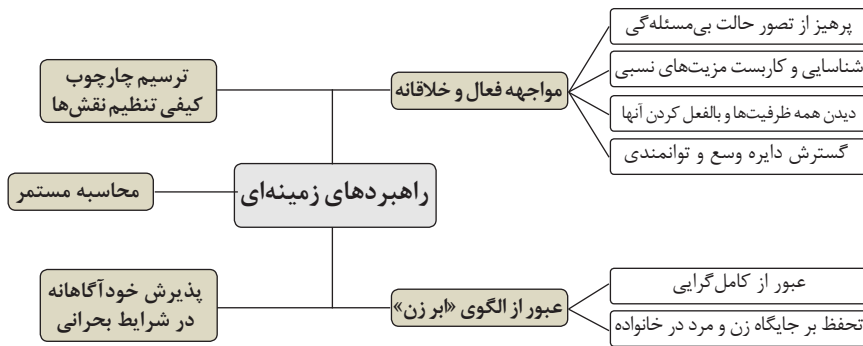 پرهیز از تصور حالت بی‌مسئله‌گی
شناسایی و کاربست مزیت‌های نسبی
دیدن همه ظرفیت‌ها و بالفعل کردن آنها
گسترش دایره وسع و توانمندی
مواجهه فعال و خلاقانه
ترسیم چارچوب
کیفی تنظیم نقش‌ها
راهبردهای زمینه‌ای
محاسبه مستمر
عبور از کامل‌گرایی
تحفظ بر جایگاه زن و مرد در خانواده
عبور از الگوی «ابر زن»
پذیرش خودآگاهانه
در شرایط بحرانی